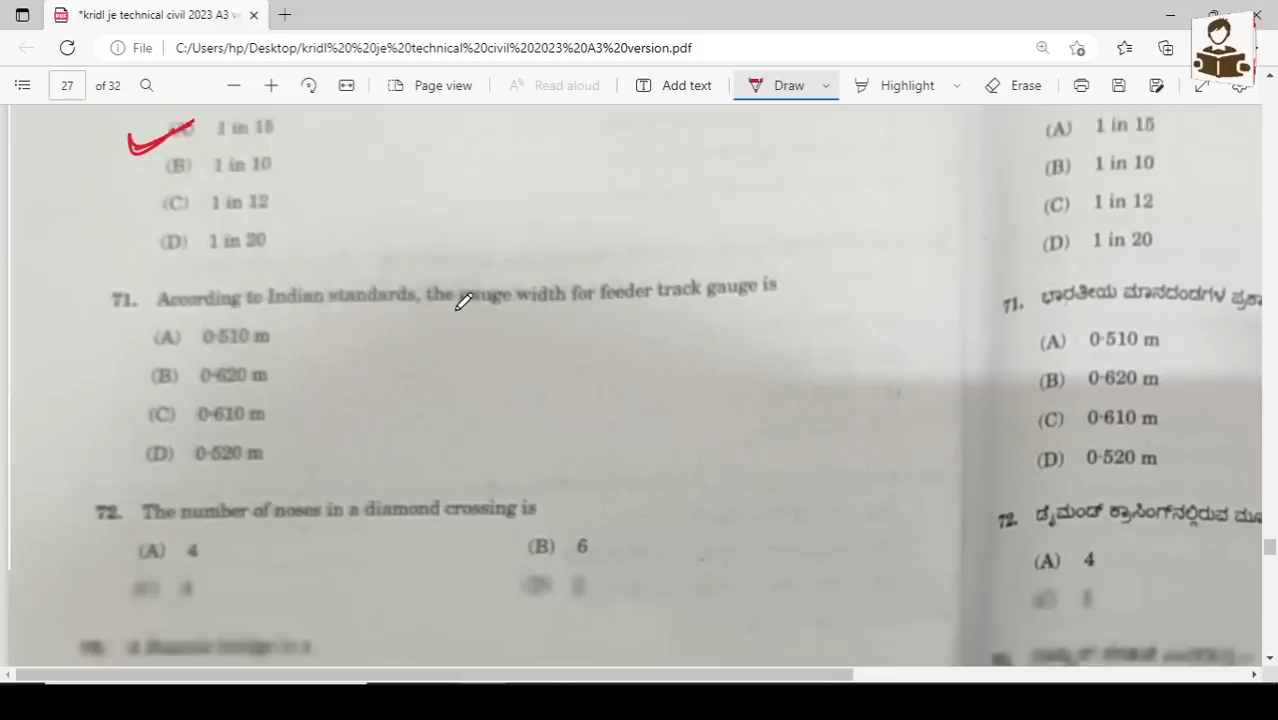 *kridl je technical civil 2023 A3 ve
File C:/Users/hp/Desktop/kridl%20%20je%20technical%20civil%202023%20A3%20version.pdf
27 of 32 Page view Read aloud Add text Draw Highlight Erase
1 in 15
(B) 1 in 10
(C) 1 in 12
(D) 1 in 20
71. According to Indian standards, the gauge width for feeder track gauge is
(A) 0·510 m
(B) 0·620 m
(C) 0·610 m
(D) 0·520 m
72. The number of noses in a diamond crossing is
(A) 4 (B) 6
(A) 1 in 15
(B) 1 in 10
(C) 1 in 12
(D) 1 in 20
71. ಭಾರತೀಯ ಮಾನದಂಡಗಳ
(A) 0·510 m
(B) 0·620 m
(C) 0·610 m
(D) 0·520 m
72. ಡೈಮಂಡ್ ಕ್ರಾಸಿಂಗ್‌ನಲ್ಲಿರುವ
(A) 4